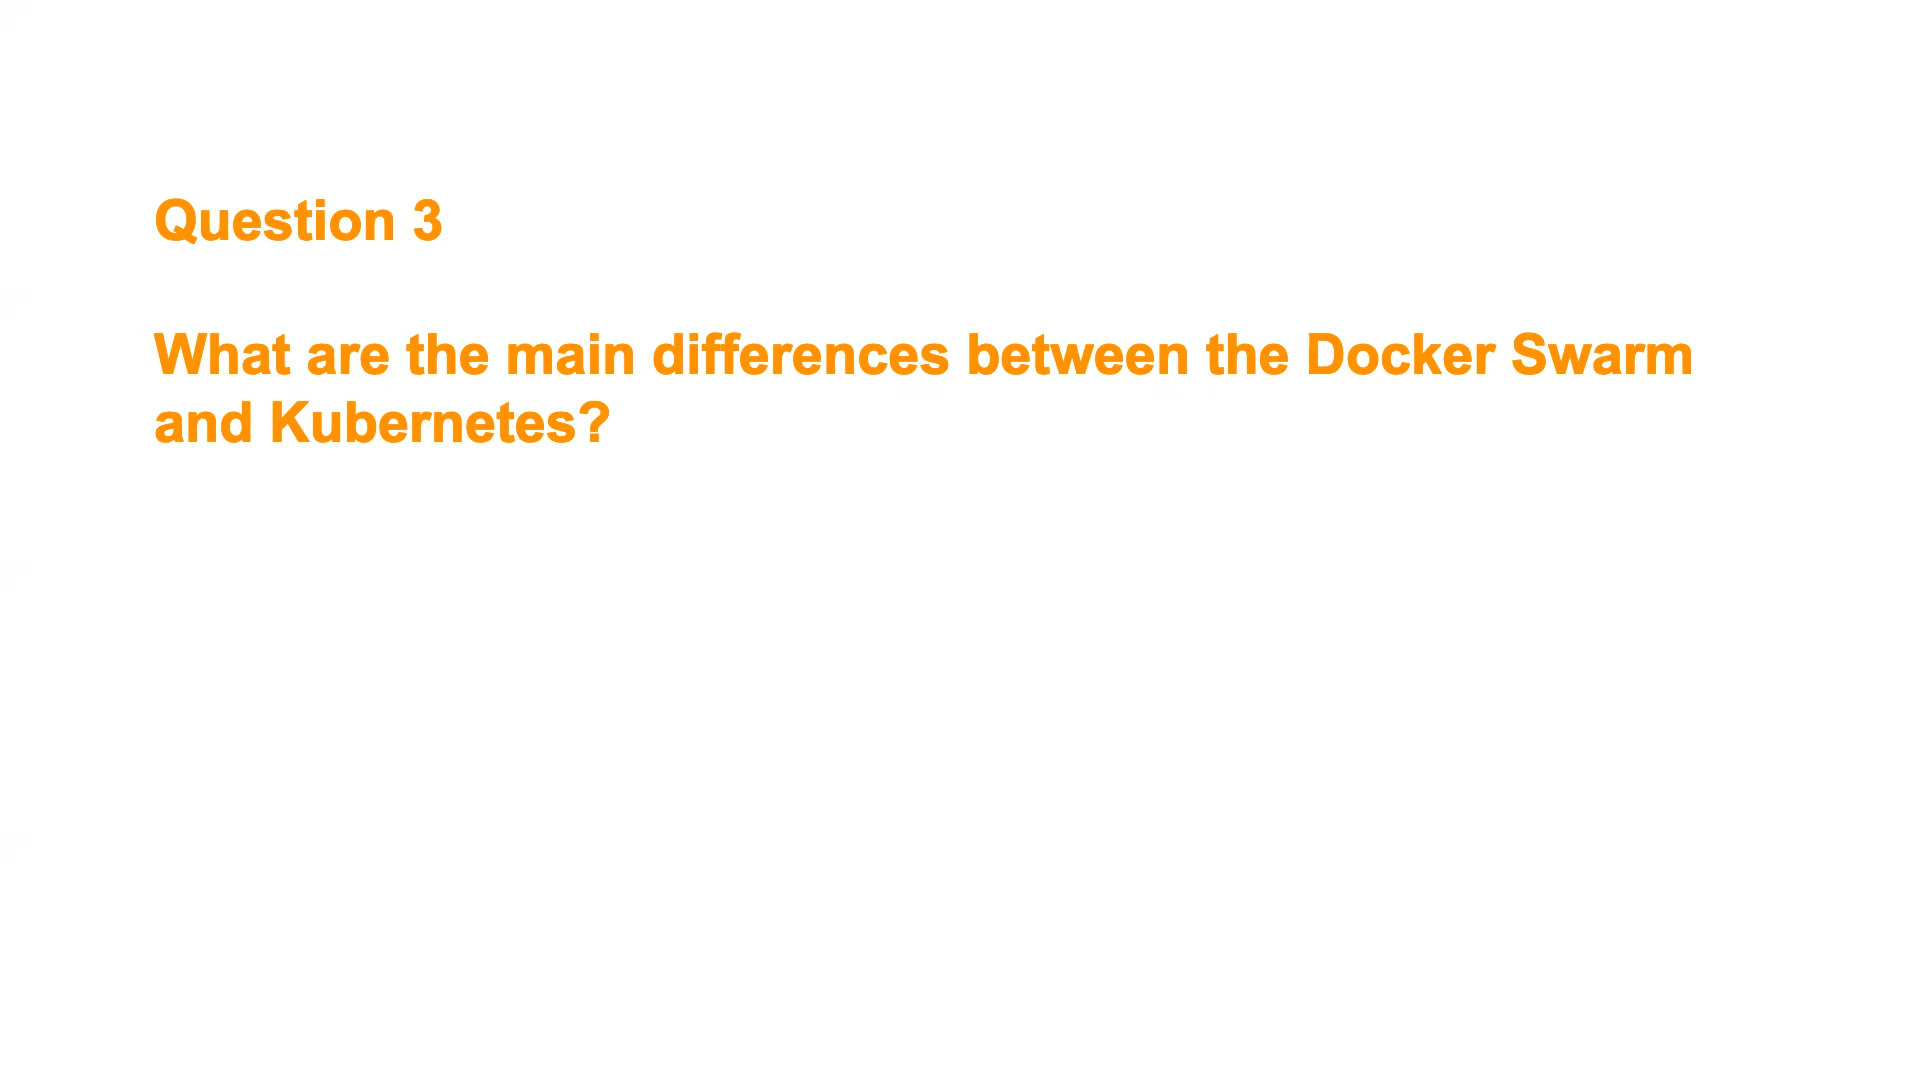 Question 3
What are the main differences between the Docker Swarm
and Kubernetes?